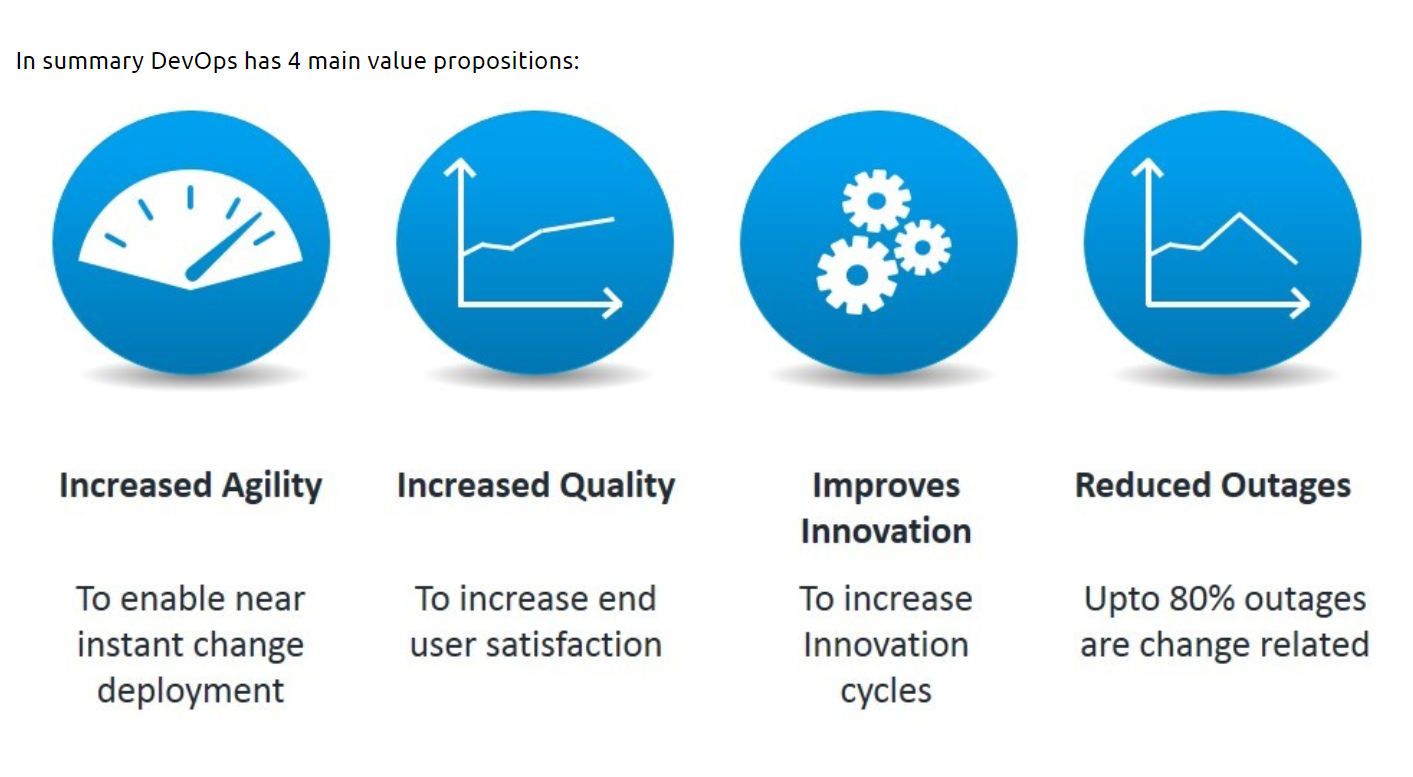 In summary DevOps has 4 main value propositions:
Increased Agility
To enable near
instant change
deployment
Increased Quality
To increase end
user satisfaction
Improves
Innovation
To increase
Innovation
cycles
Reduced Outages
Upto 80% outages
are change related